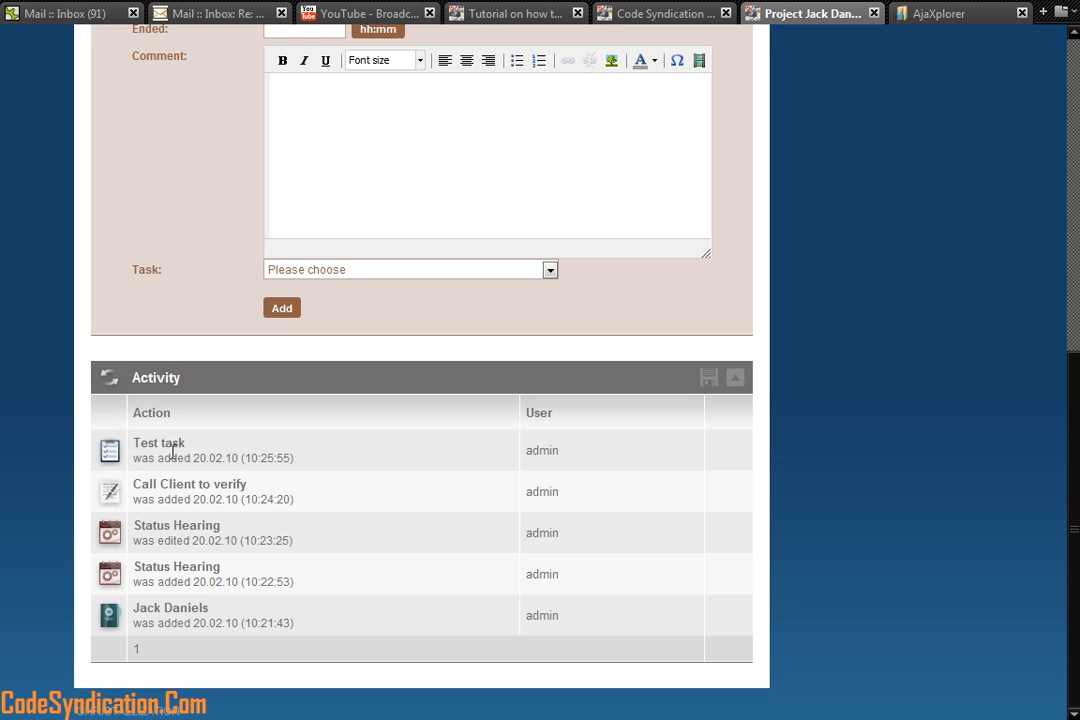 Mail :: Inbox (91)
Mail :: Inbox: Re: ...
YouTube - Broadc...
Tutorial on how t...
Code Syndication ...
Project Jack Dan...
AjaXplorer
Ended:
hh:mm
Comment:
B I U Font size A Ω
Task:
Please choose
Add
Activity
Action User
Test task
was added 20.02.10 (10:25:55)
admin
Call Client to verify
was added 20.02.10 (10:24:20)
admin
Status Hearing
was edited 20.02.10 (10:23:25)
admin
Status Hearing
was added 20.02.10 (10:22:53)
admin
Jack Daniels
was added 20.02.10 (10:21:43)
admin
1
CodeSyndication.Com